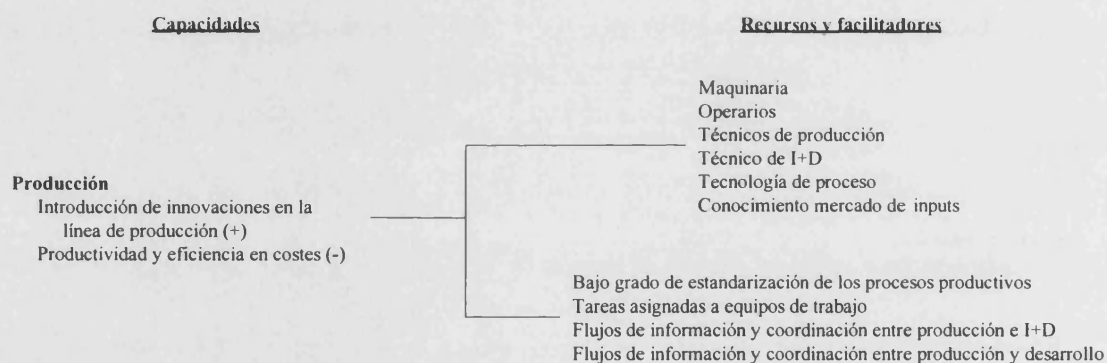 Capacidades
Recursos y facilitadores
Maquinaria
Operarios
Técnicos de producción
Técnico de I+D
Tecnología de proceso
Conocimiento mercado de inputs
Producción
Introducción de innovaciones en la
línea de producción (+)
Productividad y eficiencia en costes (-)
Bajo grado de estandarización de los procesos productivos
Tareas asignadas a equipos de trabajo
Flujos de información y coordinación entre producción e I+D
Flujos de información y coordinación entre producción y desarrollo